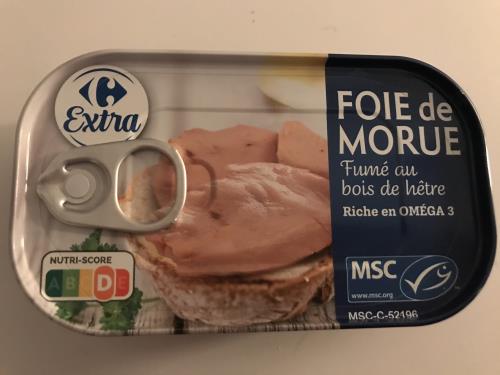 Extra
FOIE de
MORUE
Fumé au
bois de hêtre
Riche en OMÉGA 3
NUTRI-SCORE
A B C D E
MSC
www.msc.org
MSC-C-52196